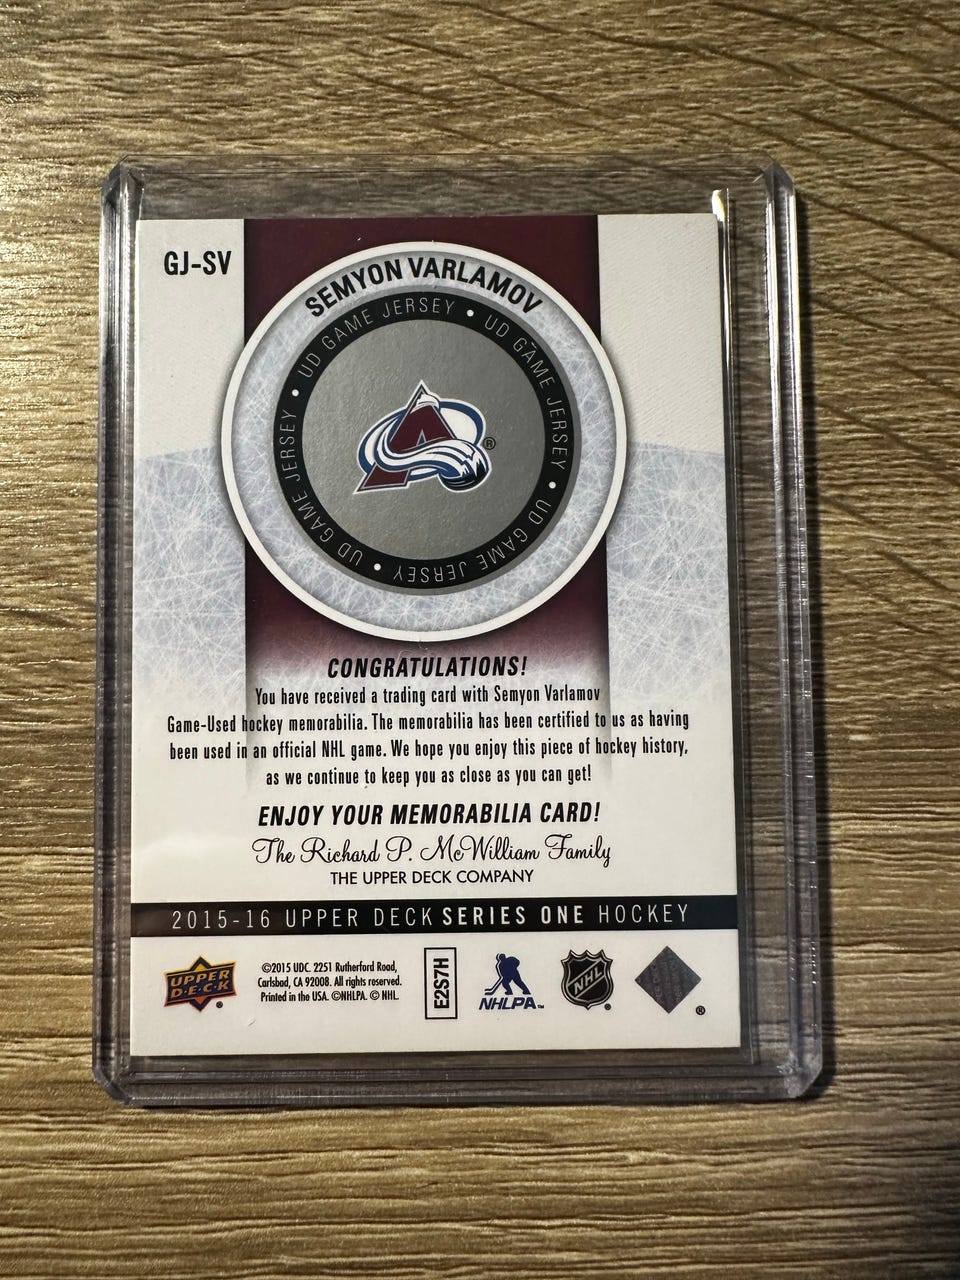 GJ-SV
SEMYON VARLAMOV
UD GAME JERSEY • UD GAME JERSEY • UD GAME JERSEY • UD GAME JERSEY •
®
CONGRATULATIONS!
You have received a trading card with Semyon Varlamov
Game-Used hockey memorabilia. The memorabilia has been certified to us as having
been used in an official NHL game. We hope you enjoy this piece of hockey history,
as we continue to keep you as close as you can get!
ENJOY YOUR MEMORABILIA CARD!
The Richard P. McWilliam Family
THE UPPER DECK COMPANY
2015-16 UPPER DECK SERIES ONE HOCKEY
UPPER
D·E·C·K
®
©2015 UDC. 2251 Rutherford Road,
Carlsbad, CA 92008. All rights reserved.
Printed in the USA. ©NHLPA. © NHL.
E2S7H
NHLPA™
NHL
®
®